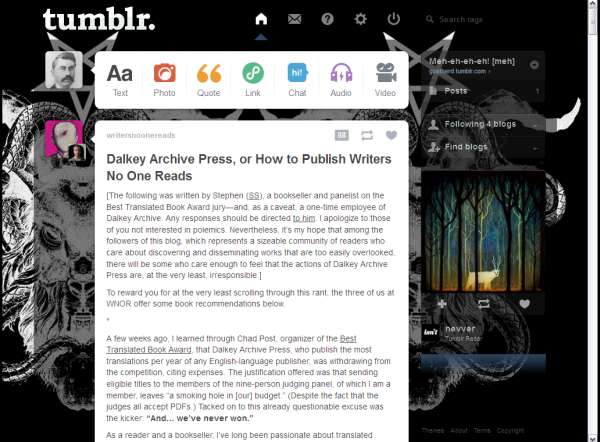 tumblr.
Search tags
Aa
hi!
Text Photo Quote Link Chat Audio Video
Meh-eh-eh-eh! [meh]
Posts 1
Following 4 blogs
Find blogs
writersnoonereads
Dalkey Archive Press, or How to Publish Writers
No One Reads
[The following was written by Stephen (SS), a bookseller and panelist on the
Best Translated Book Award jury—and, as a caveat, a one-time employee of
Dalkey Archive. Any responses should be directed to him. I apologize to those
of you not interested in polemics. Nevertheless, it's my hope that among the
followers of this blog, which represents a sizeable community of readers who
care about discovering and disseminating works that are too easily overlooked,
there will be some who care enough to feel that the actions of Dalkey Archive
Press are, at the very least, irresponsible.]
To reward you for at the very least scrolling through this rant, the three of us at
WNOR offer some book recommendations below.
*
A few weeks ago, I learned through Chad Post, organizer of the Best
Translated Book Award, that Dalkey Archive Press, who publish the most
translations per year of any English-language publisher, was withdrawing from
the competition, citing expenses. The justification offered was that sending
eligible titles to the members of the nine-person judging panel, of which I am a
member, leaves “a smoking hole in [our] budget.” (Despite the fact that the
judges all accept PDFs.) Tacked on to this already questionable excuse was
the kicker: “And… we’ve never won.”
As a reader and a bookseller, I've long been passionate about translated
nevver
Tumblr Radar
Themes About Terms Copyright